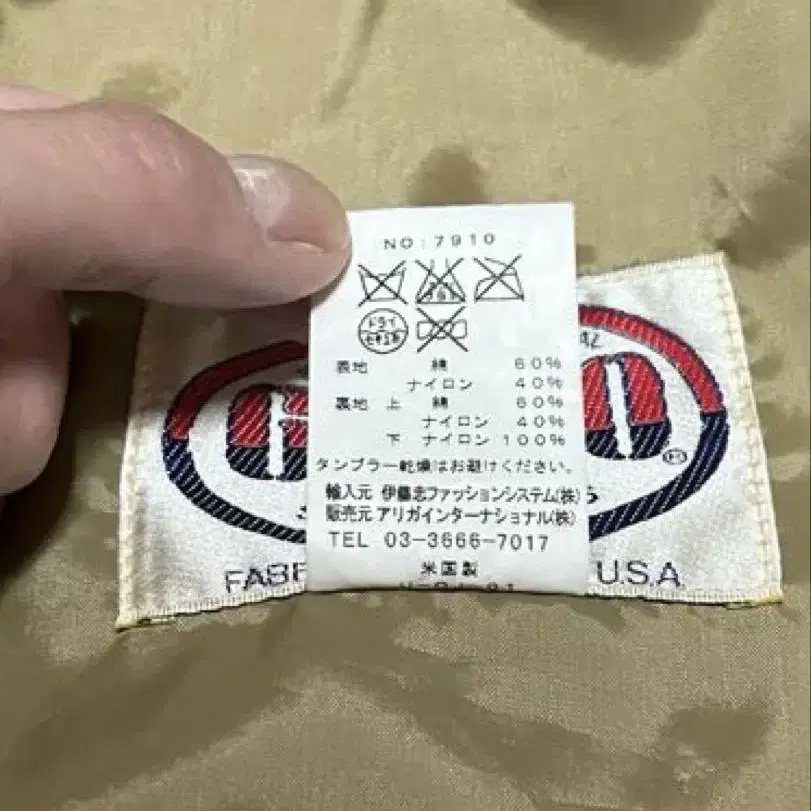 NO:7910
ドライ
セキユ系
表地 綿 60%
ナイロン 40%
裏地 上 綿 60%
ナイロン 40%
下 ナイロン 100%
タンブラー乾燥はお避けください。
輸入元 伊藤忠ファッションシステム(株)
販売元 アリガインターナショナル(株)
TEL 03-3666-7017
米国製
U.S.A.